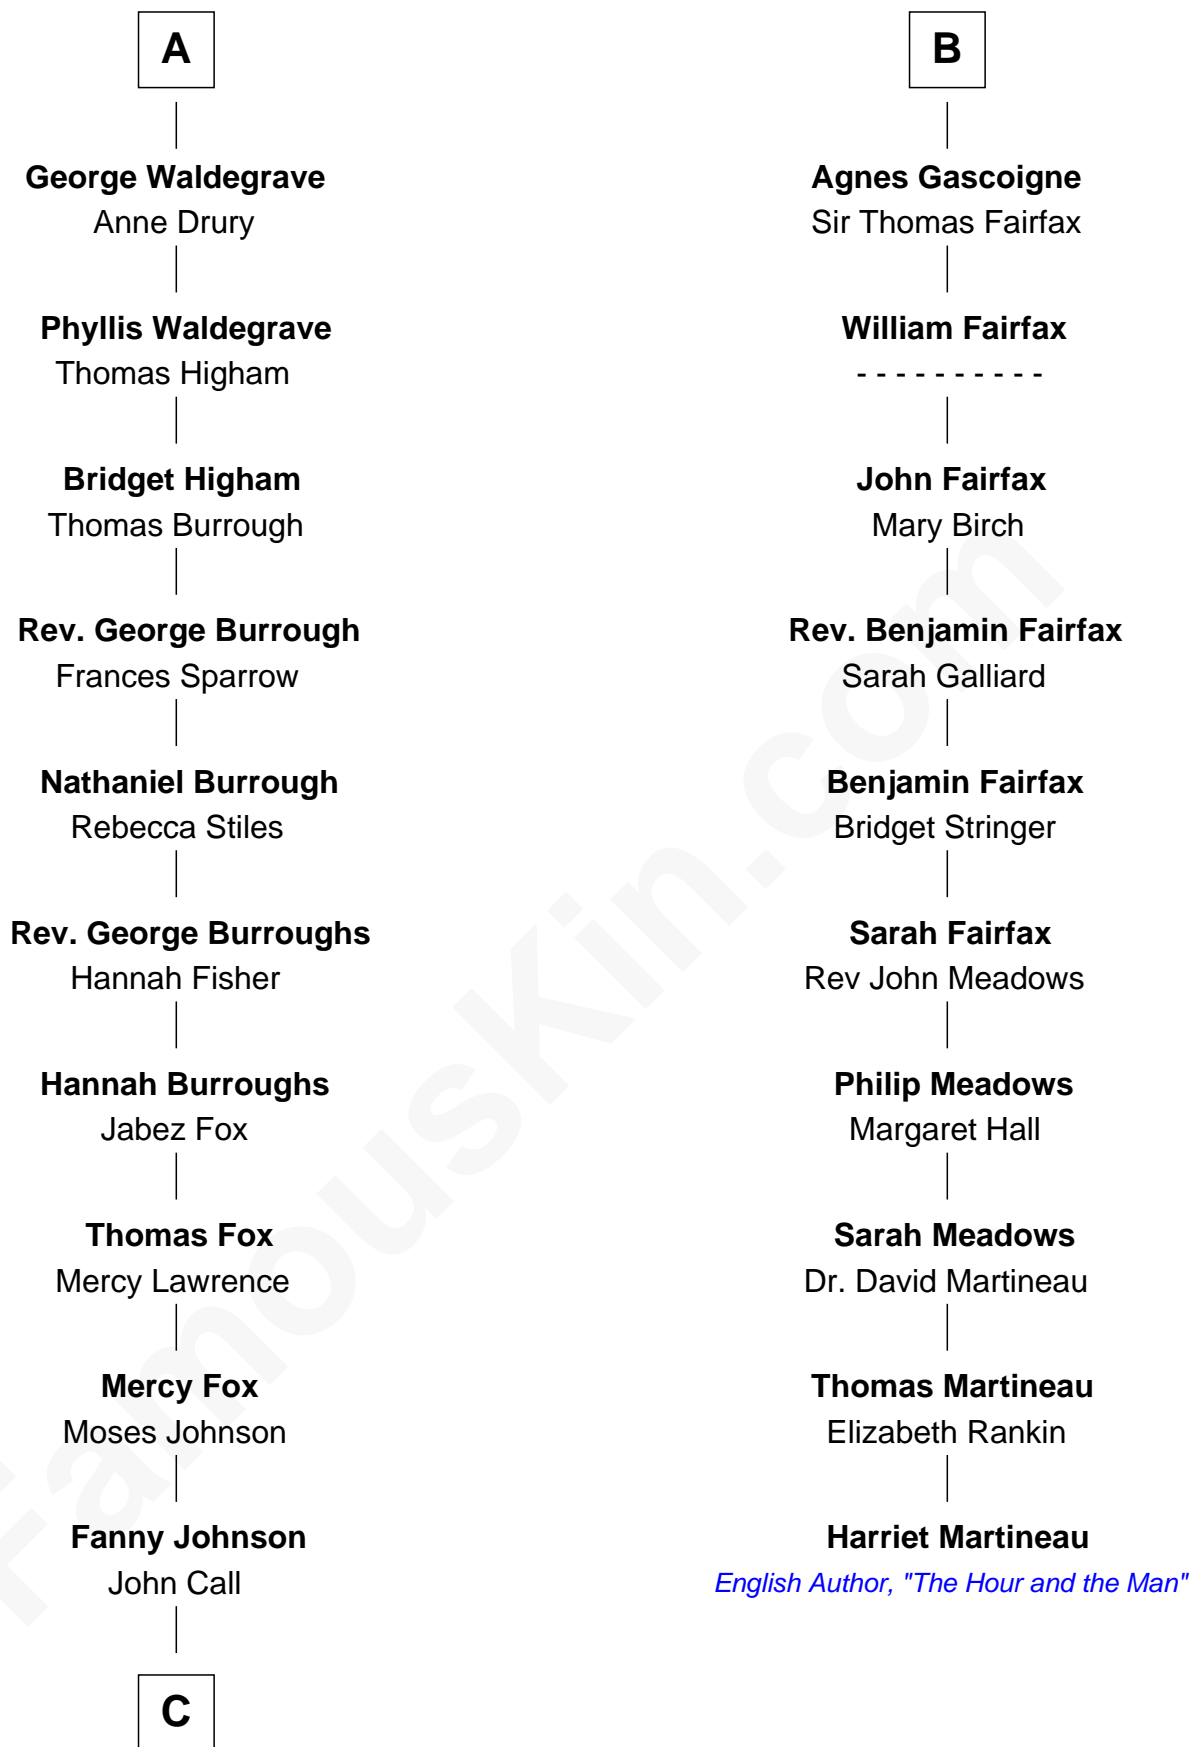 A
George Waldegrave
Anne Drury
Phyllis Waldegrave
Thomas Higham
Bridget Higham
Thomas Burrough
Rev. George Burrough
Frances Sparrow
Nathaniel Burrough
Rebecca Stiles
Rev. George Burroughs
Hannah Fisher
Hannah Burroughs
Jabez Fox
Thomas Fox
Mercy Lawrence
Mercy Fox
Moses Johnson
Fanny Johnson
John Call
C
B
Agnes Gascoigne
Sir Thomas Fairfax
William Fairfax
- - - - - - - - - -
John Fairfax
Mary Birch
Rev. Benjamin Fairfax
Sarah Galliard
Benjamin Fairfax
Bridget Stringer
Sarah Fairfax
Rev John Meadows
Philip Meadows
Margaret Hall
Sarah Meadows
Dr. David Martineau
Thomas Martineau
Elizabeth Rankin
Harriet Martineau
English Author, "The Hour and the Man"
FamousKin.com